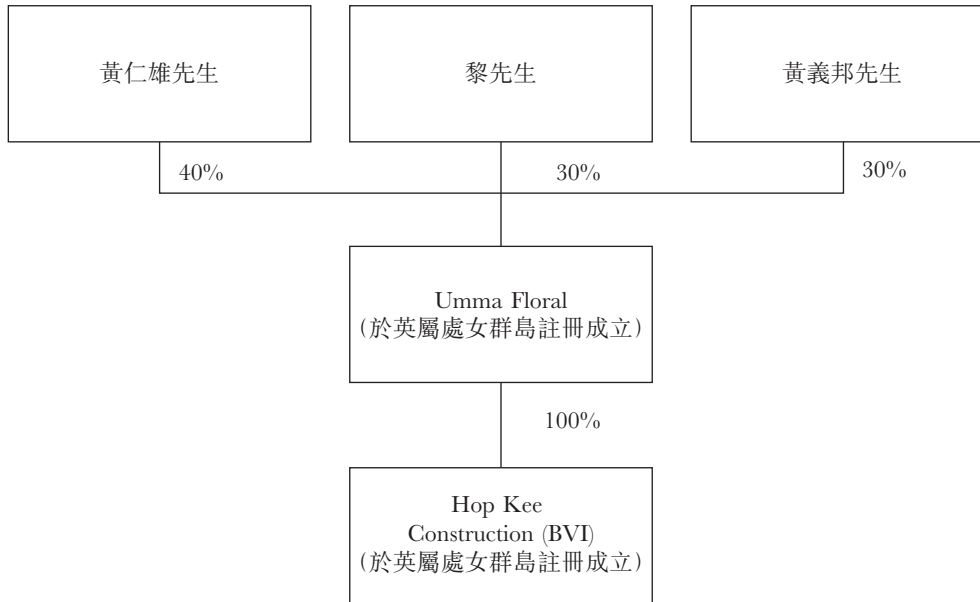 黃仁雄先生
黎先生
黃義邦先生
40%
30%
30%
Umma Floral
(於英屬處女群島註冊成立)
100%
Hop Kee
Construction (BVI)
(於英屬處女群島註冊成立)